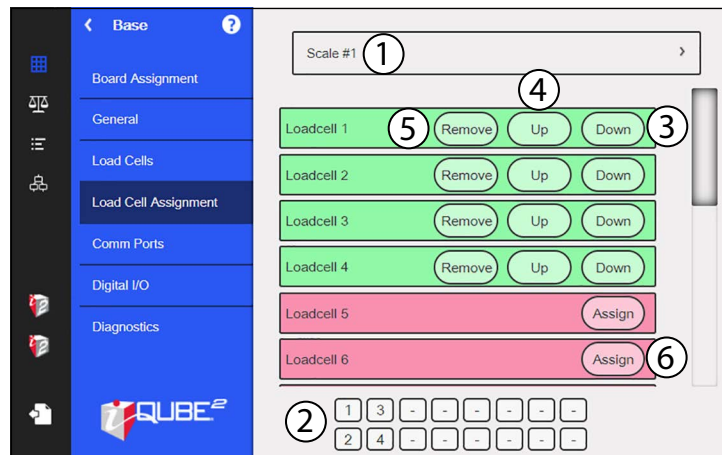 Base ?
Board Assignment
General
Load Cells
Load Cell Assignment
Comm Ports
Digital I/O
Diagnostics
i QUBE²
Scale #1 1
4
Loadcell 1 5 Remove Up Down 3
Loadcell 2 Remove Up Down
Loadcell 3 Remove Up Down
Loadcell 4 Remove Up Down
Loadcell 5 Assign
Loadcell 6 Assign 6
2
1 3 - - - - - -
2 4 - - - - - -